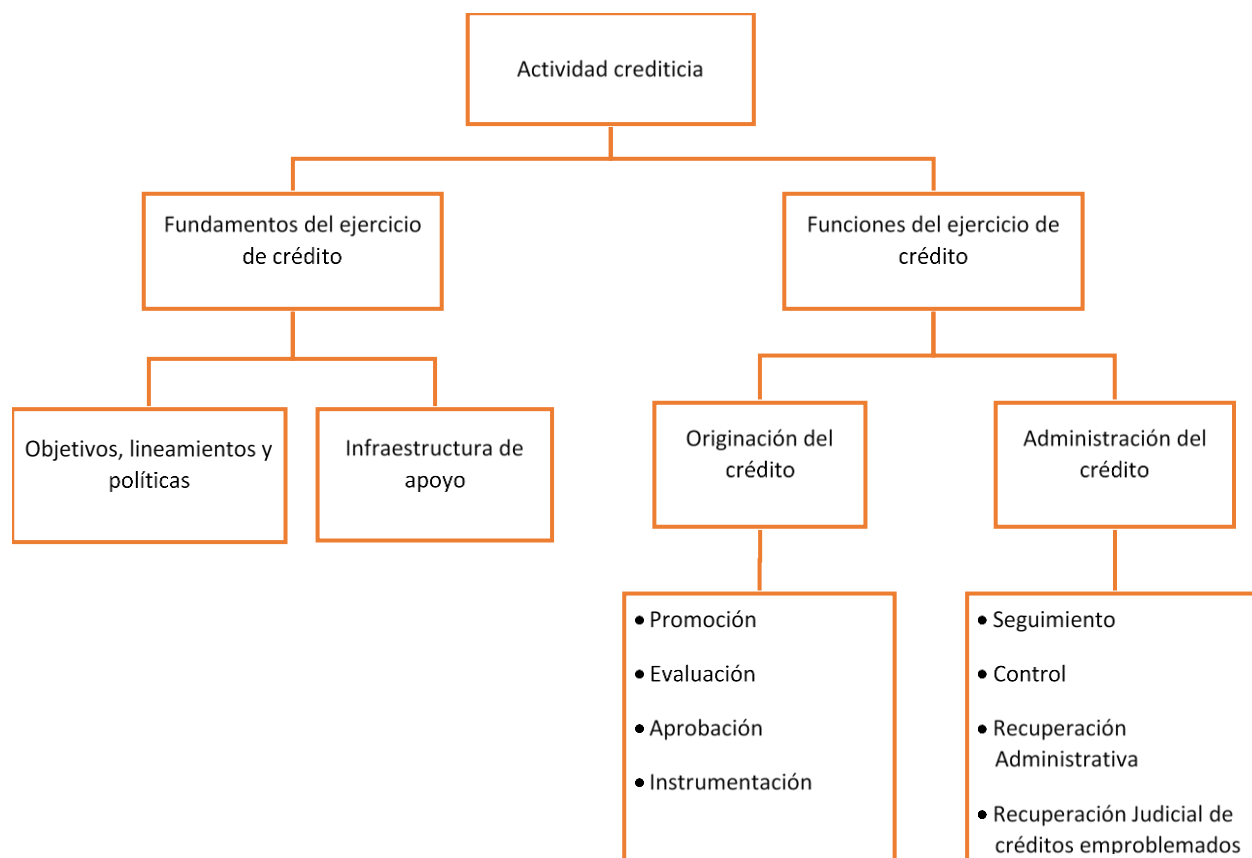 Actividad crediticia
Fundamentos del ejercicio
de crédito
Funciones del ejercicio de
crédito
Objetivos, lineamientos y
políticas
Infraestructura de
apoyo
Originación del
crédito
Administración del
crédito
• Promoción
• Evaluación
• Aprobación
• Instrumentación
• Seguimiento
• Control
• Recuperación
Administrativa
• Recuperación Judicial de
créditos emproblemados